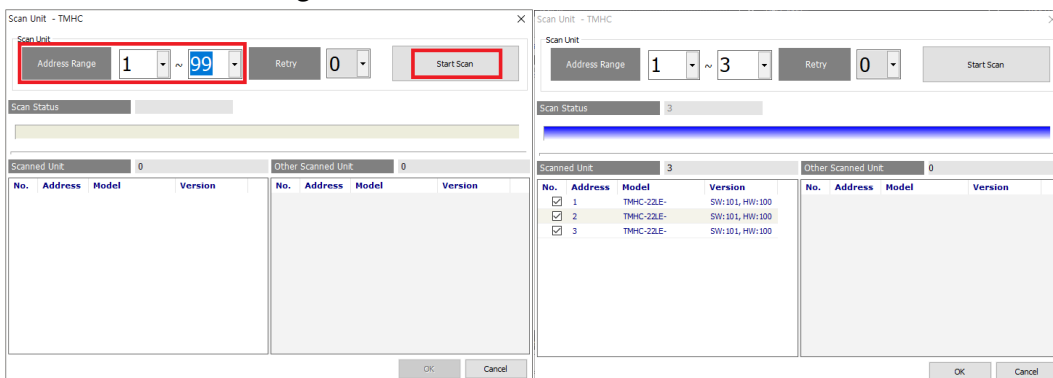 Scan Unit - TMHC
Scan Unit
Address Range 1 ~ 99 Retry 0 Start Scan
Scan Status
Scanned Unit 0 Other Scanned Unit 0
No. Address Model Version No. Address Model Version
OK Cancel
Scan Unit - TMHC
Scan Unit
Address Range 1 ~ 3 Retry 0 Start Scan
Scan Status 3
Scanned Unit 3 Other Scanned Unit 0
No. Address Model Version No. Address Model Version
1 TMHC-22LE- SW:101, HW:100
2 TMHC-22LE- SW:101, HW:100
3 TMHC-22LE- SW:101, HW:100
OK Cancel